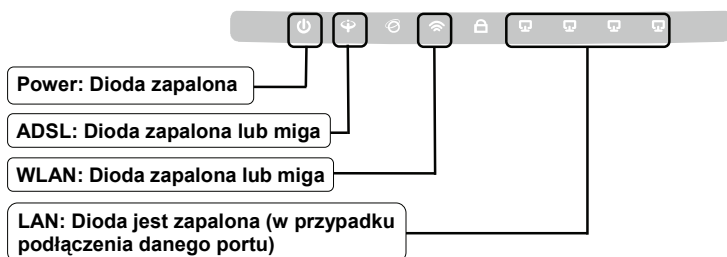 Power: Dioda zapalona
ADSL: Dioda zapalona lub miga
WLAN: Dioda zapalona lub miga
LAN: Dioda jest zapalona (w przypadku
podłączenia danego portu)